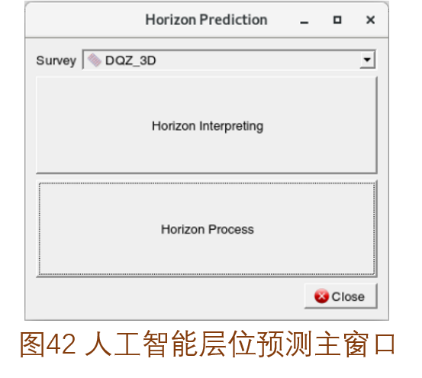 Horizon Prediction
Survey DQZ_3D
Horizon Interpreting
Horizon Process
Close
图42 人工智能层位预测主窗口